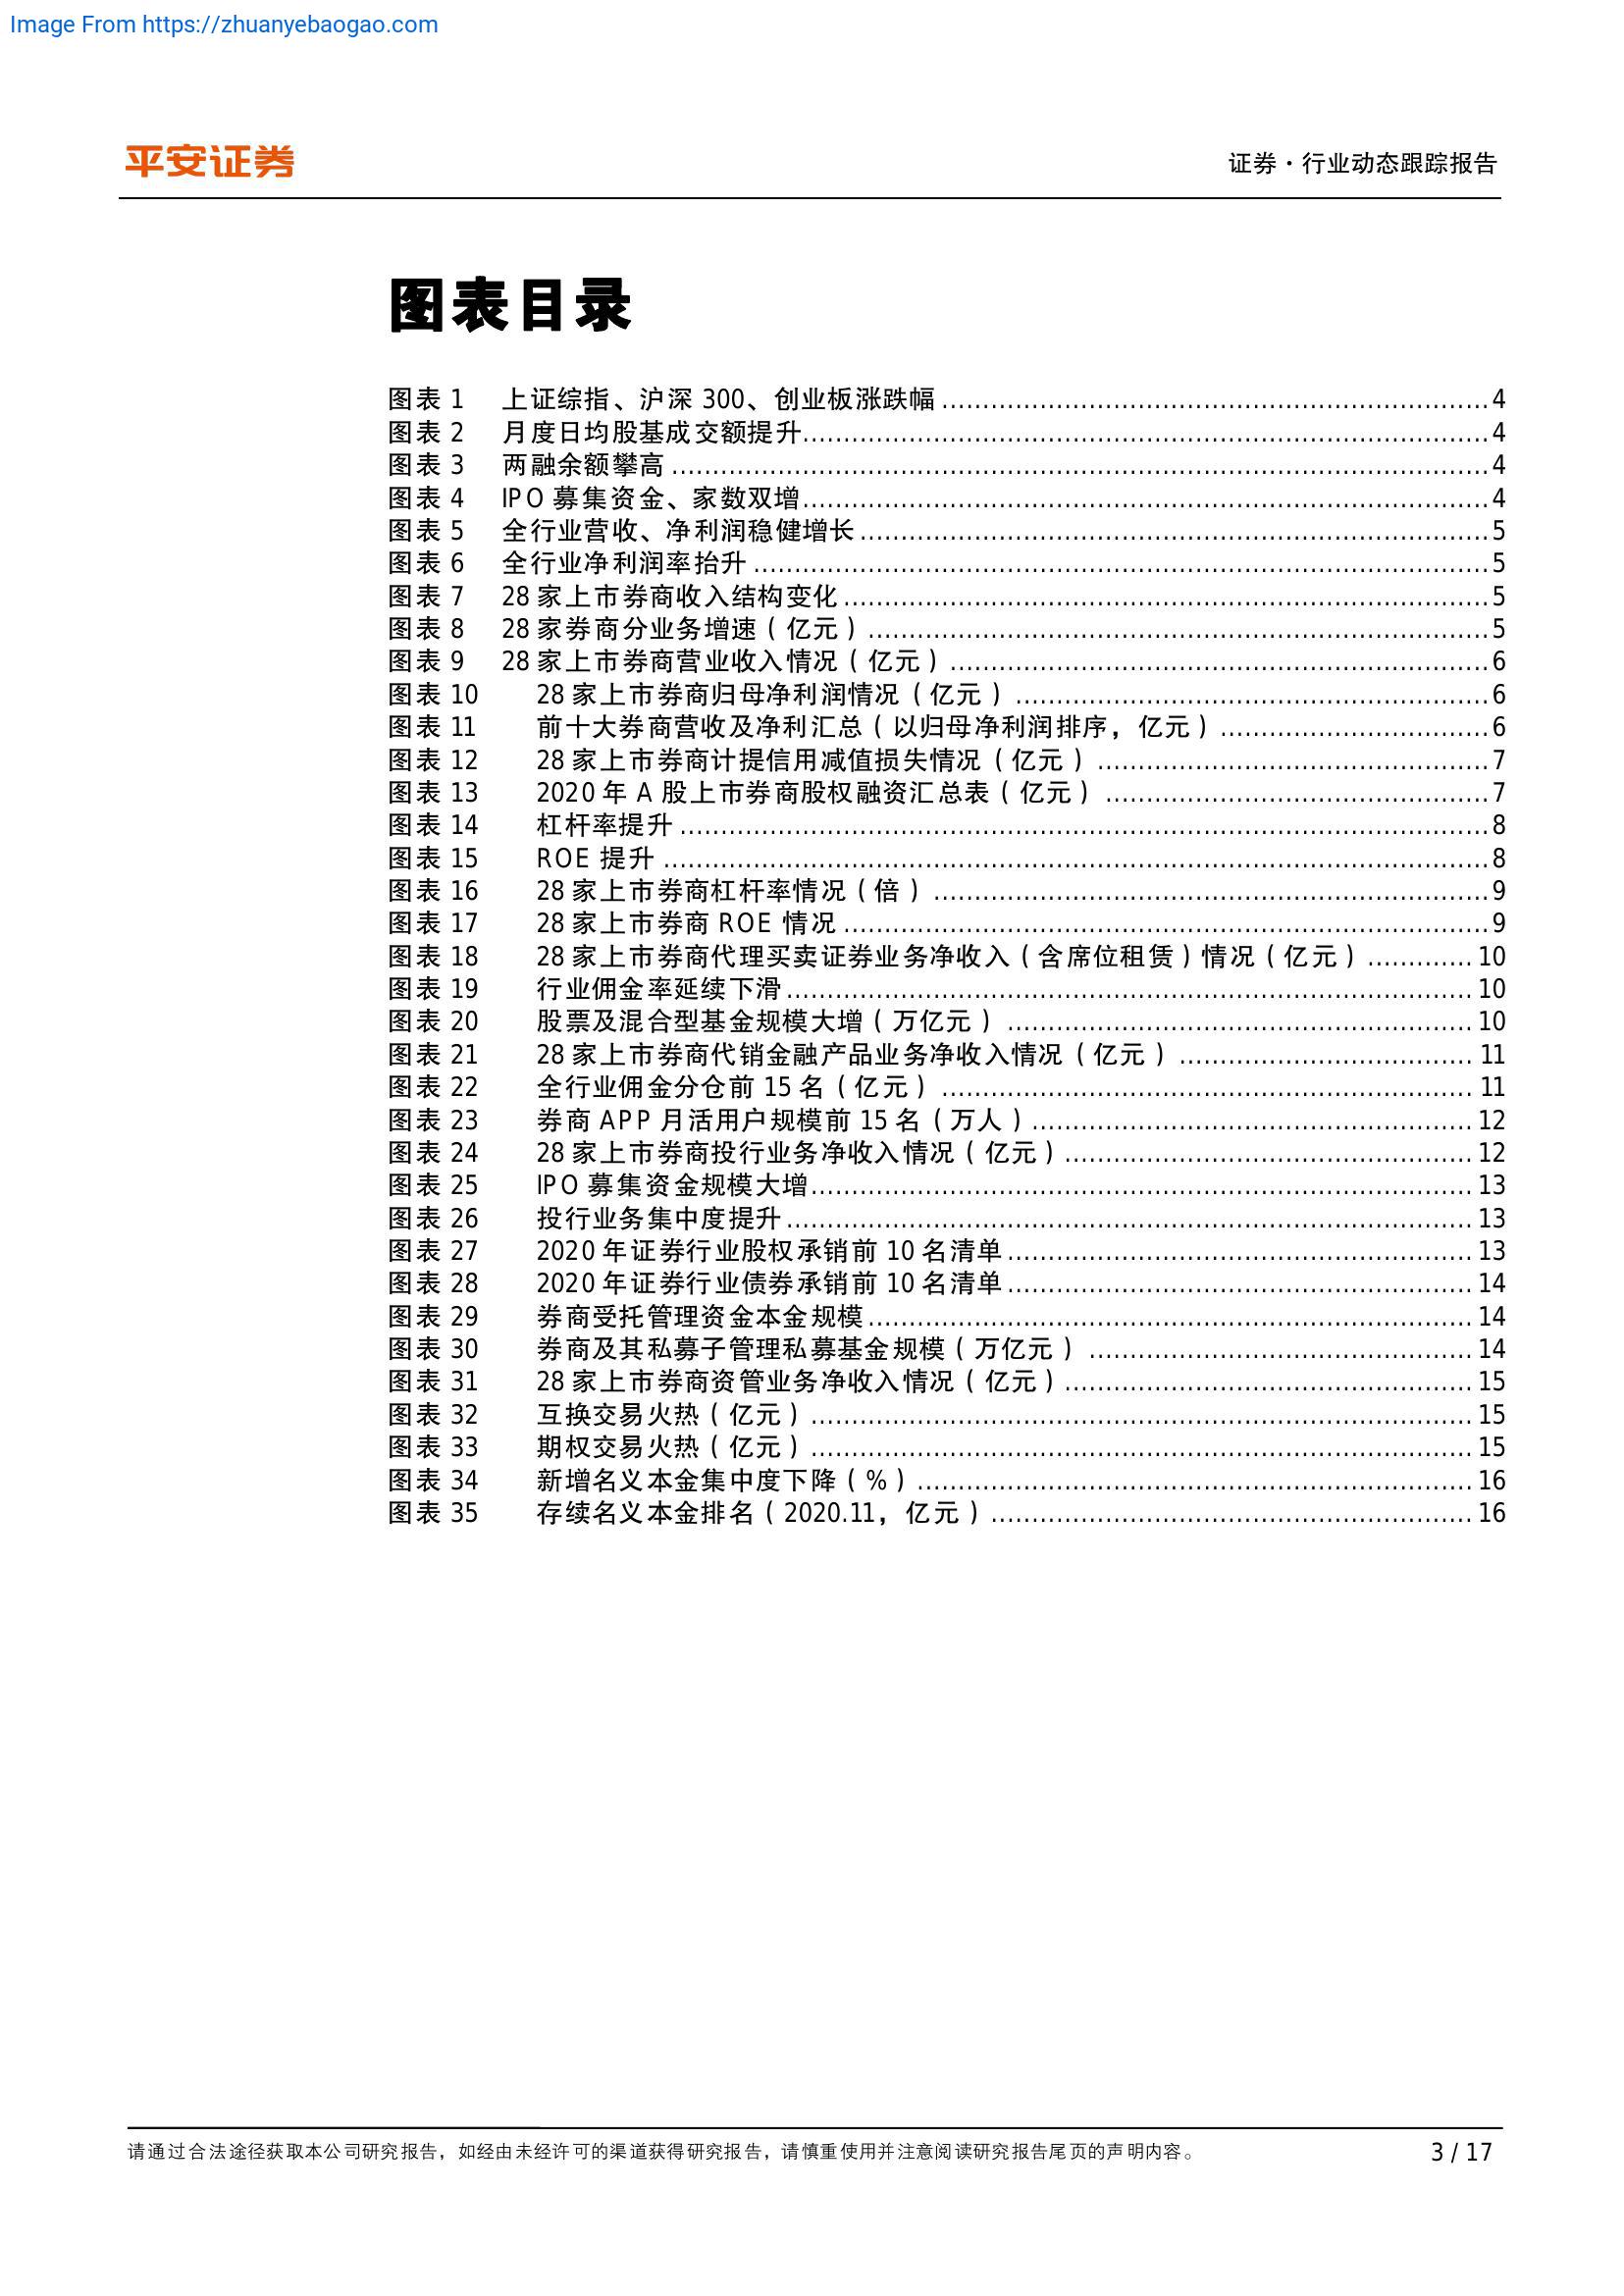 Image From https://zhuanyebaogao.com
平安证券
证券·行业动态跟踪报告
图表目录
图表 1 上证综指、沪深 300、创业板涨跌幅 4
图表 2 月度日均股基成交额提升 4
图表 3 两融余额攀高 4
图表 4 IPO 募集资金、家数双增 4
图表 5 全行业营收、净利润稳健增长 5
图表 6 全行业净利润率抬升 5
图表 7 28 家上市券商收入结构变化 5
图表 8 28 家券商分业务增速（亿元） 5
图表 9 28 家上市券商营业收入情况（亿元） 6
图表 10 28 家上市券商归母净利润情况（亿元） 6
图表 11 前十大券商营收及净利汇总（以归母净利润排序，亿元） 6
图表 12 28 家上市券商计提信用减值损失情况（亿元） 7
图表 13 2020 年 A 股上市券商股权融资汇总表（亿元） 7
图表 14 杠杆率提升 8
图表 15 ROE 提升 8
图表 16 28 家上市券商杠杆率情况（倍） 9
图表 17 28 家上市券商 ROE 情况 9
图表 18 28 家上市券商代理买卖证券业务净收入（含席位租赁）情况（亿元） 10
图表 19 行业佣金率延续下滑 10
图表 20 股票及混合型基金规模大增（万亿元） 10
图表 21 28 家上市券商代销金融产品业务净收入情况（亿元） 11
图表 22 全行业佣金分仓前 15 名（亿元） 11
图表 23 券商 APP 月活用户规模前 15 名（万人） 12
图表 24 28 家上市券商投行业务净收入情况（亿元） 12
图表 25 IPO 募集资金规模大增 13
图表 26 投行业务集中度提升 13
图表 27 2020 年证券行业股权承销前 10 名清单 13
图表 28 2020 年证券行业债券承销前 10 名清单 14
图表 29 券商受托管理资金本金规模 14
图表 30 券商及其私募子管理私募基金规模（万亿元） 14
图表 31 28 家上市券商资管业务净收入情况（亿元） 15
图表 32 互换交易火热（亿元） 15
图表 33 期权交易火热（亿元） 15
图表 34 新增名义本金集中度下降（%） 16
图表 35 存续名义本金排名（2020.11，亿元） 16
请通过合法途径获取本公司研究报告，如经由未经许可的渠道获得研究报告，请慎重使用并注意阅读研究报告尾页的声明内容。
3 / 17